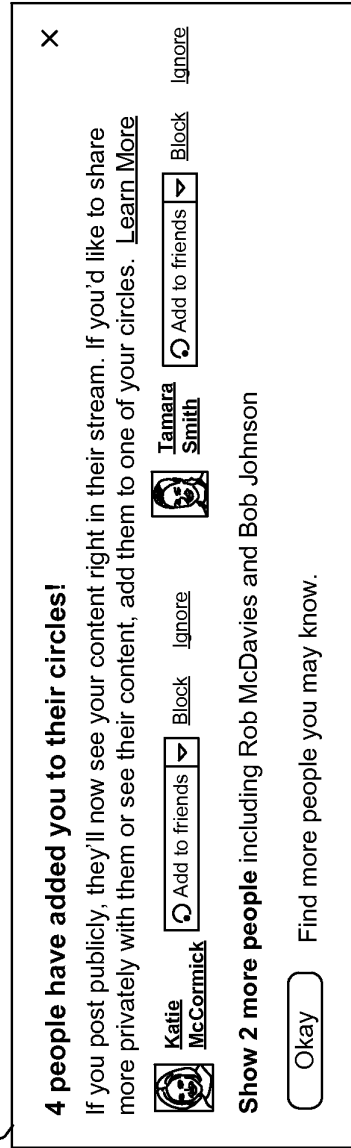 4 people have added you to their circles!
If you post publicly, they'll now see your content right in their stream. If you'd like to share
more privately with them or see their content, add them to one of your circles. Learn More
Katie McCormick Add to friends Block Ignore
Tamara Smith Add to friends Block Ignore
Show 2 more people including Rob McDavies and Bob Johnson
Okay Find more people you may know.